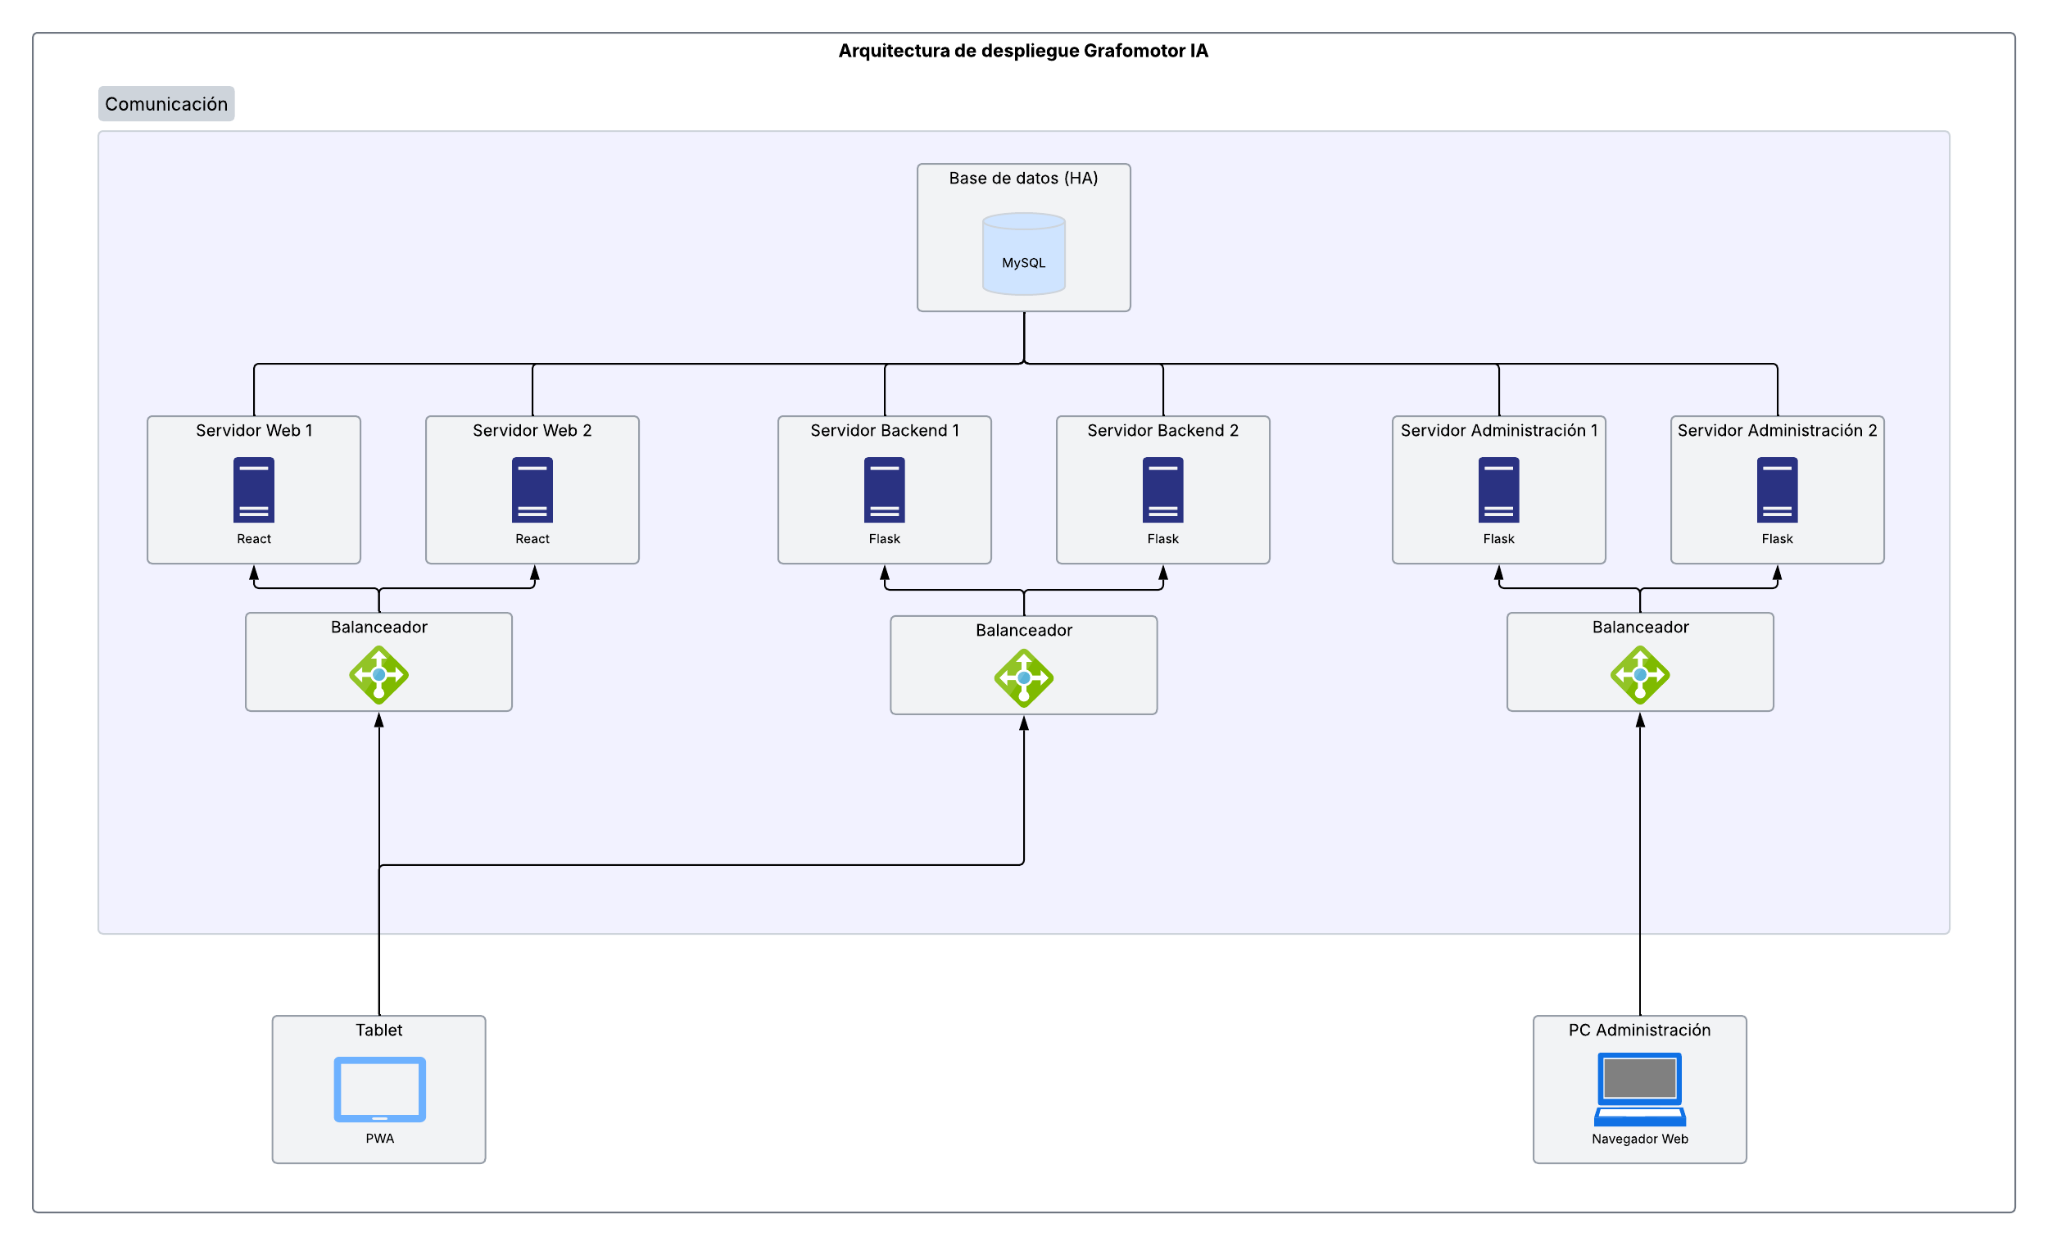 Arquitectura de despliegue Grafomotor IA
Comunicación
Base de datos (HA)
MySQL
Servidor Web 1
React
Servidor Web 2
React
Servidor Backend 1
Flask
Servidor Backend 2
Flask
Servidor Administración 1
Flask
Servidor Administración 2
Flask
Balanceador
Balanceador
Balanceador
Tablet
PWA
PC Administración
Navegador Web